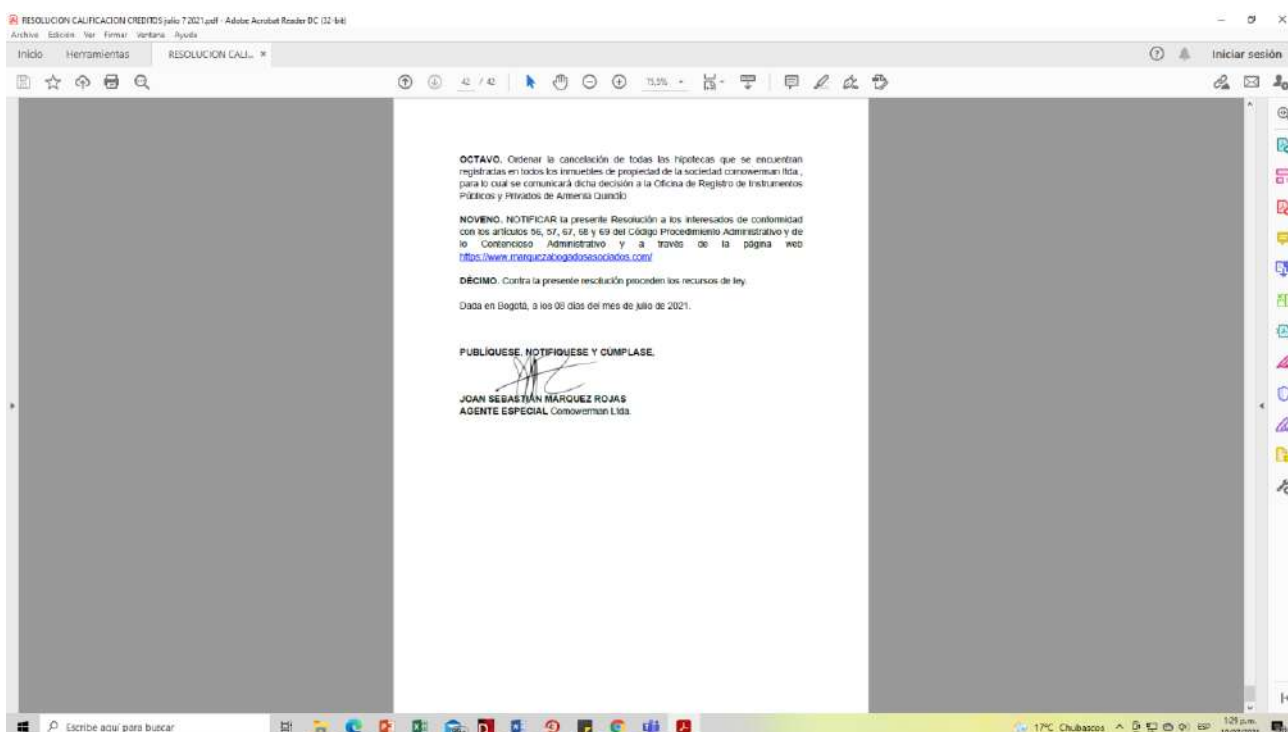 RESOLUCION CALIFICACION CREDITOS julio 7 2021.pdf - Adobe Acrobat Reader DC (32-bit)
Archivo Edición Ver Firmar Ventana Ayuda
Inicio Herramientas RESOLUCION CALI... × Iniciar sesión
42 / 42 73,5%
OCTAVO. Ordenar la cancelación de todas las hipotecas que se encuentran
registradas en todos los inmuebles de propiedad de la sociedad comowerman ltda.,
para lo cual se comunicará dicha decisión a la Oficina de Registro de Instrumentos
Públicos y Privados de Armenia Quindío
NOVENO. NOTIFICAR la presente Resolución a los interesados de conformidad
con los artículos 56, 57, 67, 68 y 69 del Código Procedimiento Administrativo y de
lo Contencioso Administrativo y a través de la página web
https://www.marquezabogadosasociados.com/
DÉCIMO. Contra la presente resolución proceden los recursos de ley.
Dada en Bogotá, a los 08 días del mes de julio de 2021.
PUBLÍQUESE, NOTIFIQUESE Y CÚMPLASE,
JOAN SEBASTIÁN MÁRQUEZ ROJAS
AGENTE ESPECIAL Comowerman Ltda.
Escribe aquí para buscar
17°C Chubascos ESP 1:29 p.m.